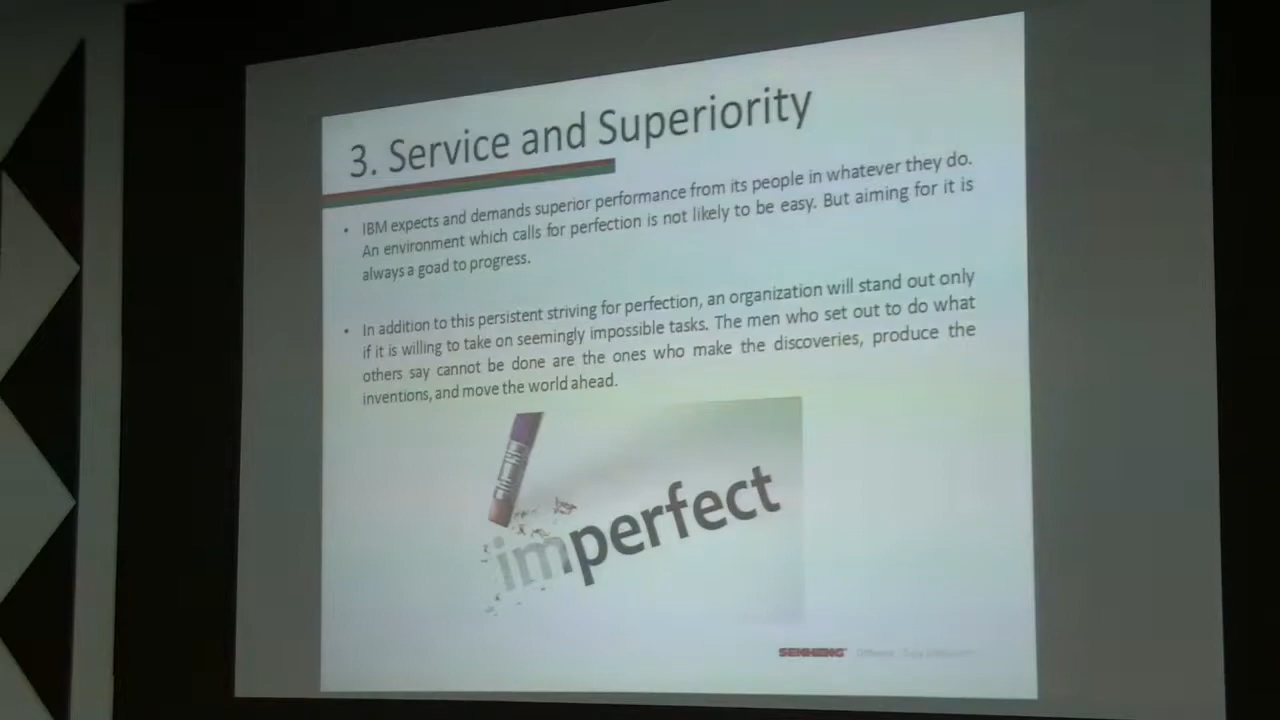 3. Service and Superiority
• IBM expects and demands superior performance from its people in whatever they do.
An environment which calls for perfection is not likely to be easy. But aiming for it is
always a goad to progress.
• In addition to this persistent striving for perfection, an organization will stand out only
if it is willing to take on seemingly impossible tasks. The men who set out to do what
others say cannot be done are the ones who make the discoveries, produce the
inventions, and move the world ahead.
imperfect
SENHENG